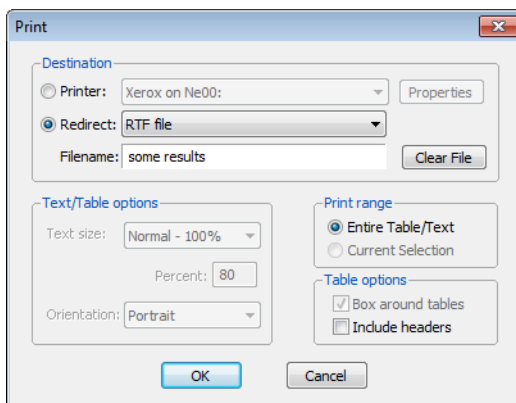 Print
Destination
Printer: Xerox on Ne00: Properties
Redirect: RTF file
Filename: some results Clear File
Text/Table options
Text size: Normal - 100%
Percent: 80
Orientation: Portrait
Print range
Entire Table/Text
Current Selection
Table options
Box around tables
Include headers
OK Cancel